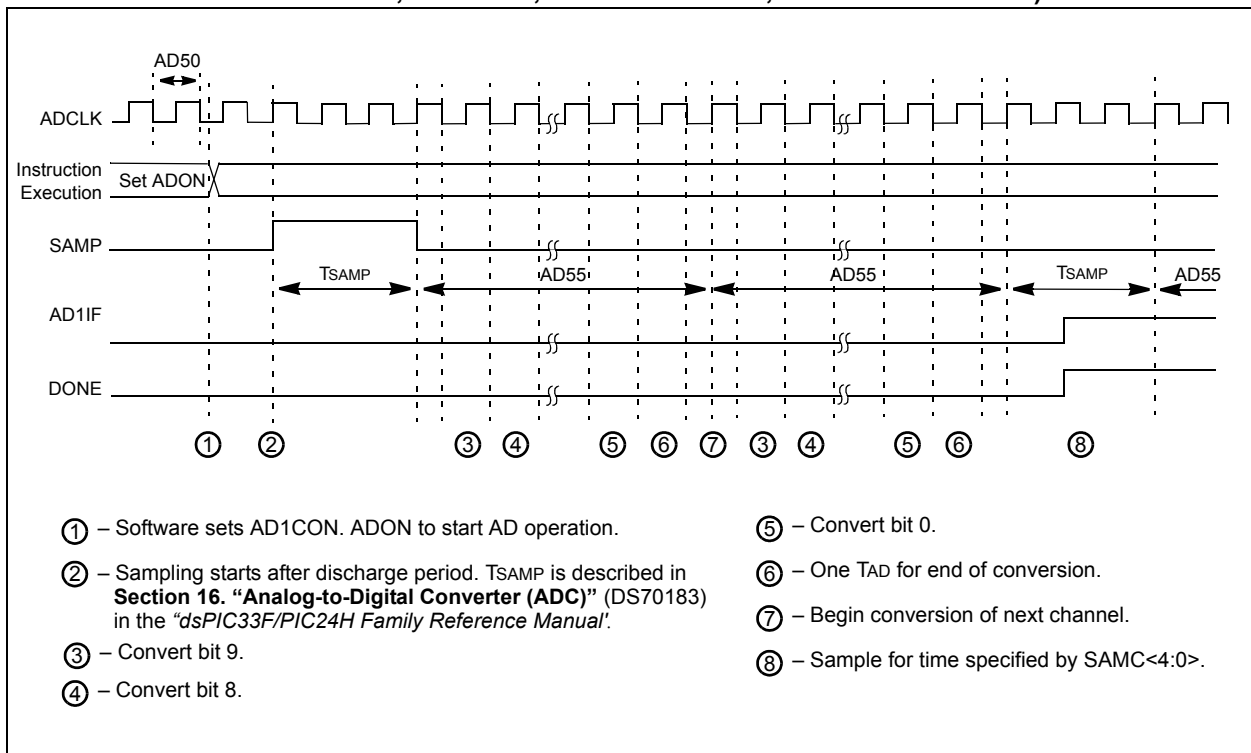 AD50
ADCLK
Instruction
Execution
Set ADON
SAMP
TSAMP
AD55
AD55
TSAMP
AD55
AD1IF
DONE
1 2 3 4 5 6 7 3 4 5 6 8
1 – Software sets AD1CON. ADON to start AD operation.
2 – Sampling starts after discharge period. TSAMP is described in
Section 16. “Analog-to-Digital Converter (ADC)” (DS70183)
in the “dsPIC33F/PIC24H Family Reference Manual'.
3 – Convert bit 9.
4 – Convert bit 8.
5 – Convert bit 0.
6 – One TAD for end of conversion.
7 – Begin conversion of next channel.
8 – Sample for time specified by SAMC<4:0>.